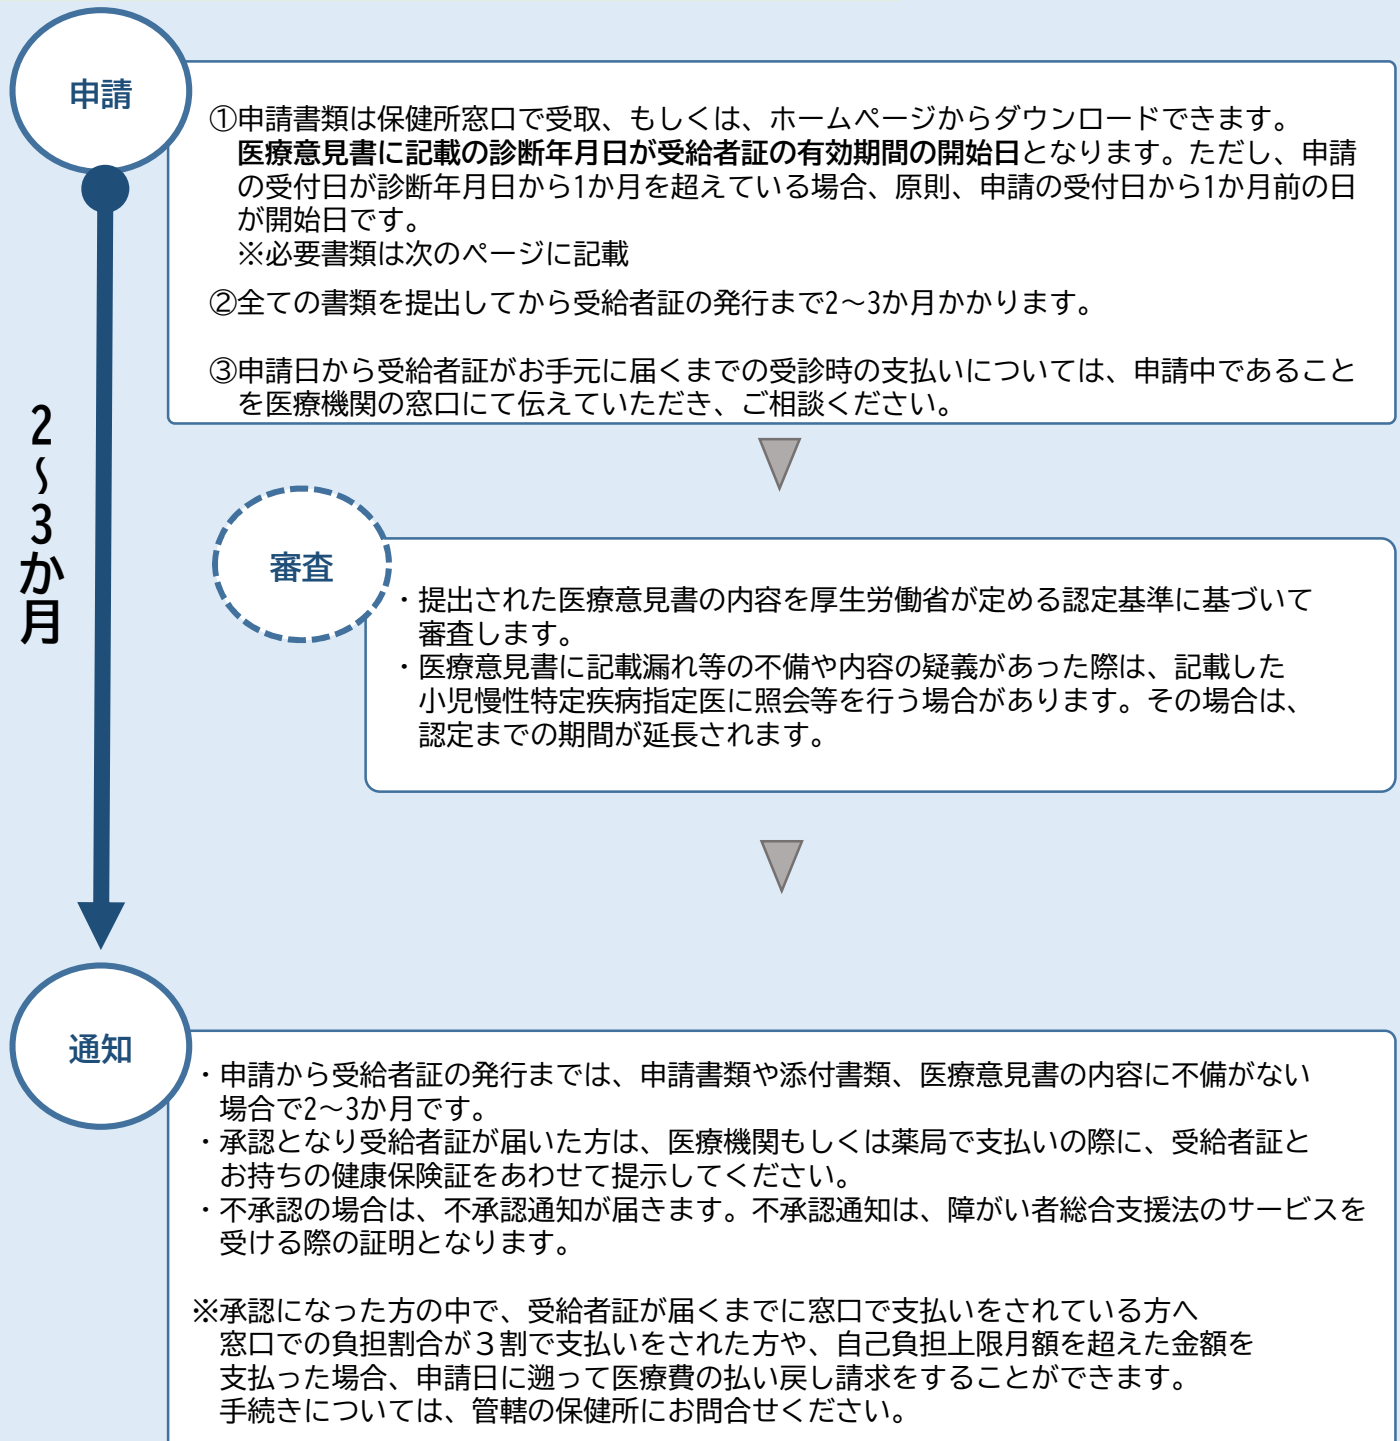 申請
①申請書類は保健所窓口で受取、もしくは、ホームページからダウンロードできます。
医療意見書に記載の診断年月日が受給者証の有効期間の開始日となります。ただし、申請
の受付日が診断年月日から1か月を超えている場合、原則、申請の受付日から1か月前の日
が開始日です。
※必要書類は次のページに記載
②全ての書類を提出してから受給者証の発行まで2～3か月かかります。
③申請日から受給者証がお手元に届くまでの受診時の支払いについては、申請中であること
を医療機関の窓口にて伝えていただき、ご相談ください。
2～3か月
審査
・提出された医療意見書の内容を厚生労働省が定める認定基準に基づいて
審査します。
・医療意見書に記載漏れ等の不備や内容の疑義があった際は、記載した
小児慢性特定疾病指定医に照会等を行う場合があります。その場合は、
認定までの期間が延長されます。
通知
・申請から受給者証の発行までは、申請書類や添付書類、医療意見書の内容に不備がない
場合で2～3か月です。
・承認となり受給者証が届いた方は、医療機関もしくは薬局で支払いの際に、受給者証と
お持ちの健康保険証をあわせて提示してください。
・不承認の場合は、不承認通知が届きます。不承認通知は、障がい者総合支援法のサービスを
受ける際の証明となります。
※承認になった方の中で、受給者証が届くまでに窓口で支払いをされている方へ
窓口での負担割合が３割で支払いをされた方や、自己負担上限月額を超えた金額を
支払った場合、申請日に遡って医療費の払い戻し請求をすることができます。
手続きについては、管轄の保健所にお問合せください。